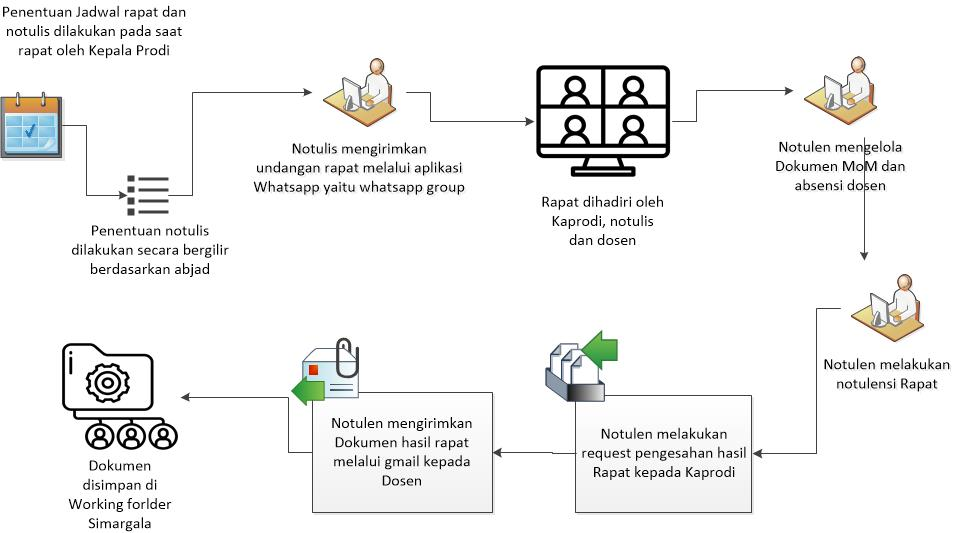 Penentuan Jadwal rapat dan
notulis dilakukan pada saat
rapat oleh Kepala Prodi
Penentuan notulis
dilakukan secara bergilir
berdasarkan abjad
Notulis mengirimkan
undangan rapat melalui aplikasi
Whatsapp yaitu whatsapp group
Rapat dihadiri oleh
Kaprodi, notulis
dan dosen
Notulen mengelola
Dokumen MoM dan
absensi dosen
Notulen melakukan
notulensi Rapat
Notulen melakukan
request pengesahan hasil
Rapat kepada Kaprodi
Notulen mengirimkan
Dokumen hasil rapat
melalui gmail kepada
Dosen
Dokumen
disimpan di
Working forlder
Simargala